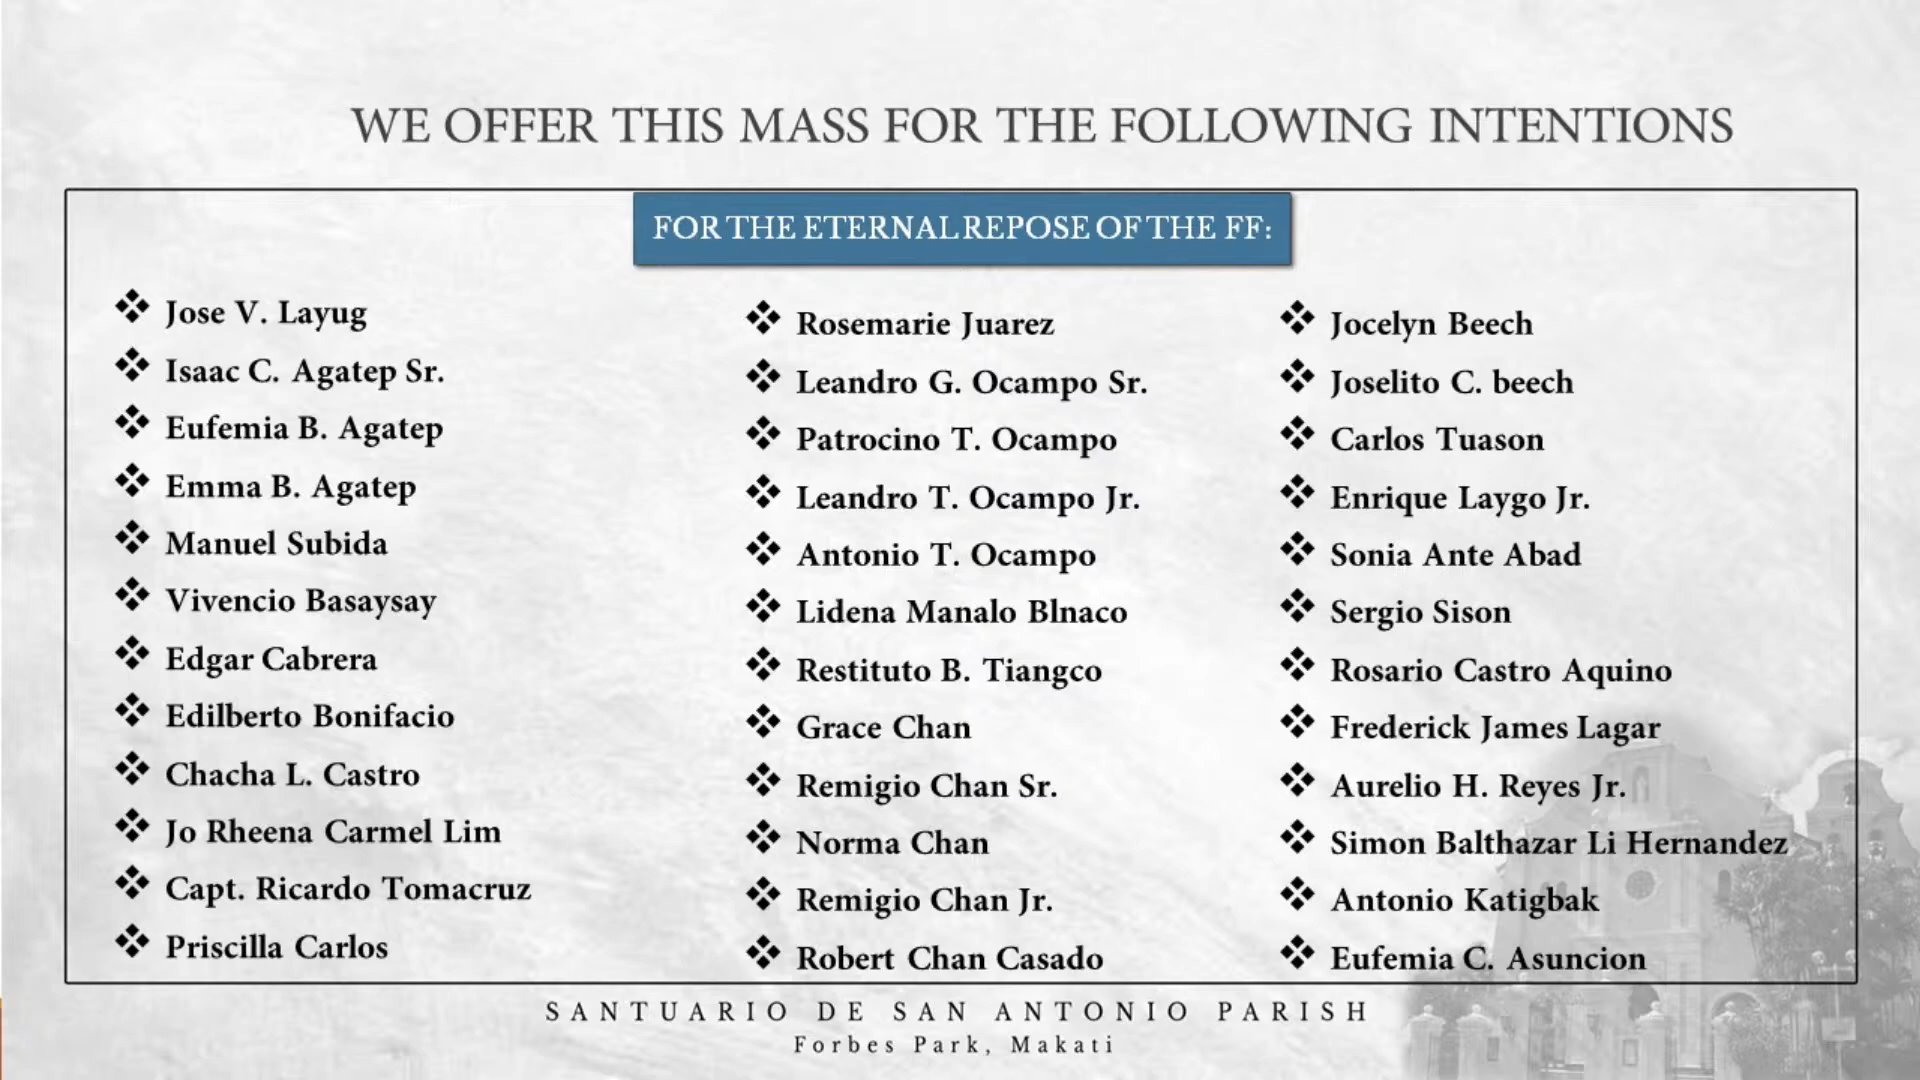 WE OFFER THIS MASS FOR THE FOLLOWING INTENTIONS
FOR THE ETERNAL REPOSE OF THE FF:
Jose V. Layug
Isaac C. Agatep Sr.
Eufemia B. Agatep
Emma B. Agatep
Manuel Subida
Vivencio Basaysay
Edgar Cabrera
Edilberto Bonifacio
Chacha L. Castro
Jo Rheena Carmel Lim
Capt. Ricardo Tomacruz
Priscilla Carlos
Rosemarie Juarez
Leandro G. Ocampo Sr.
Patrocino T. Ocampo
Leandro T. Ocampo Jr.
Antonio T. Ocampo
Lidena Manalo Blnaco
Restituto B. Tiangco
Grace Chan
Remigio Chan Sr.
Norma Chan
Remigio Chan Jr.
Robert Chan Casado
Jocelyn Beech
Joselito C. beech
Carlos Tuason
Enrique Laygo Jr.
Sonia Ante Abad
Sergio Sison
Rosario Castro Aquino
Frederick James Lagar
Aurelio H. Reyes Jr.
Simon Balthazar Li Hernandez
Antonio Katigbak
Eufemia C. Asuncion
SANTUARIO DE SAN ANTONIO PARISH
Forbes Park, Makati